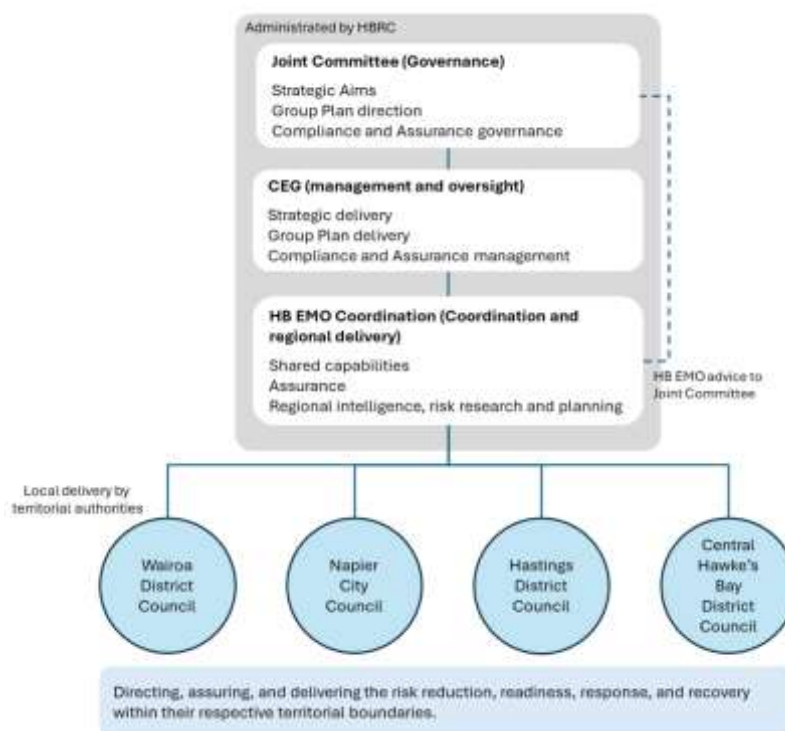 Administrated by HBRC
Joint Committee (Governance)
Strategic Aims
Group Plan direction
Compliance and Assurance governance
CEG (management and oversight)
Strategic delivery
Group Plan delivery
Compliance and Assurance management
HB EMO Coordination (Coordination and
regional delivery)
Shared capabilities
Assurance
Regional intelligence, risk research and planning
HB EMO advice to
Joint Committee
Local delivery by
territorial authorities
Wairoa
District
Council
Napier
City
Council
Hastings
District
Council
Central
Hawke's
Bay
District
Council
Directing, assuring, and delivering the risk reduction, readiness, response, and recovery
within their respective territorial boundaries.